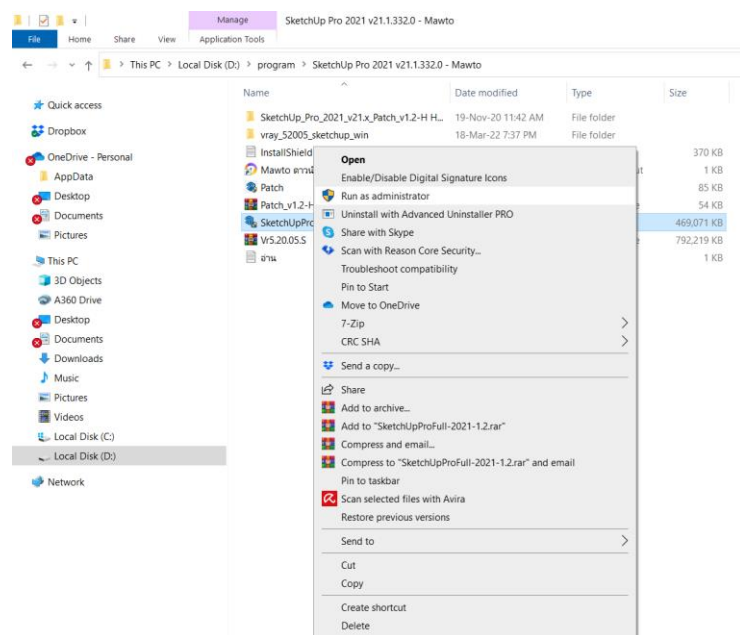 Manage
SketchUp Pro 2021 v21.1.332.0 - Mawto
File
Home
Share
View
Application Tools
This PC > Local Disk (D:) > program > SketchUp Pro 2021 v21.1.332.0 - Mawto
Quick access
Dropbox
OneDrive - Personal
AppData
Desktop
Documents
Pictures
This PC
3D Objects
A360 Drive
Desktop
Documents
Downloads
Music
Pictures
Videos
Local Disk (C:)
Local Disk (D:)
Network
Name
Date modified
Type
Size
SketchUp_Pro_2021_v21.x_Patch_v1.2-H H...
19-Nov-20 11:42 AM
File folder
vray_52005_sketchup_win
18-Mar-22 7:37 PM
File folder
InstallShield
370 KB
Mawto
1 KB
Patch
85 KB
Patch_v1.2-H
54 KB
SketchUpPro
469,071 KB
Vr5.20.05.S
792,219 KB
อ่าน
1 KB
Open
Enable/Disable Digital Signature Icons
Run as administrator
Uninstall with Advanced Uninstaller PRO
Share with Skype
Scan with Reason Core Security...
Troubleshoot compatibility
Pin to Start
Move to OneDrive
7-Zip
CRC SHA
Send a copy...
Share
Add to archive...
Add to "SketchUpProFull-2021-1.2.rar"
Compress and email...
Compress to "SketchUpProFull-2021-1.2.rar" and email
Pin to taskbar
Scan selected files with Avira
Restore previous versions
Send to
Cut
Copy
Create shortcut
Delete